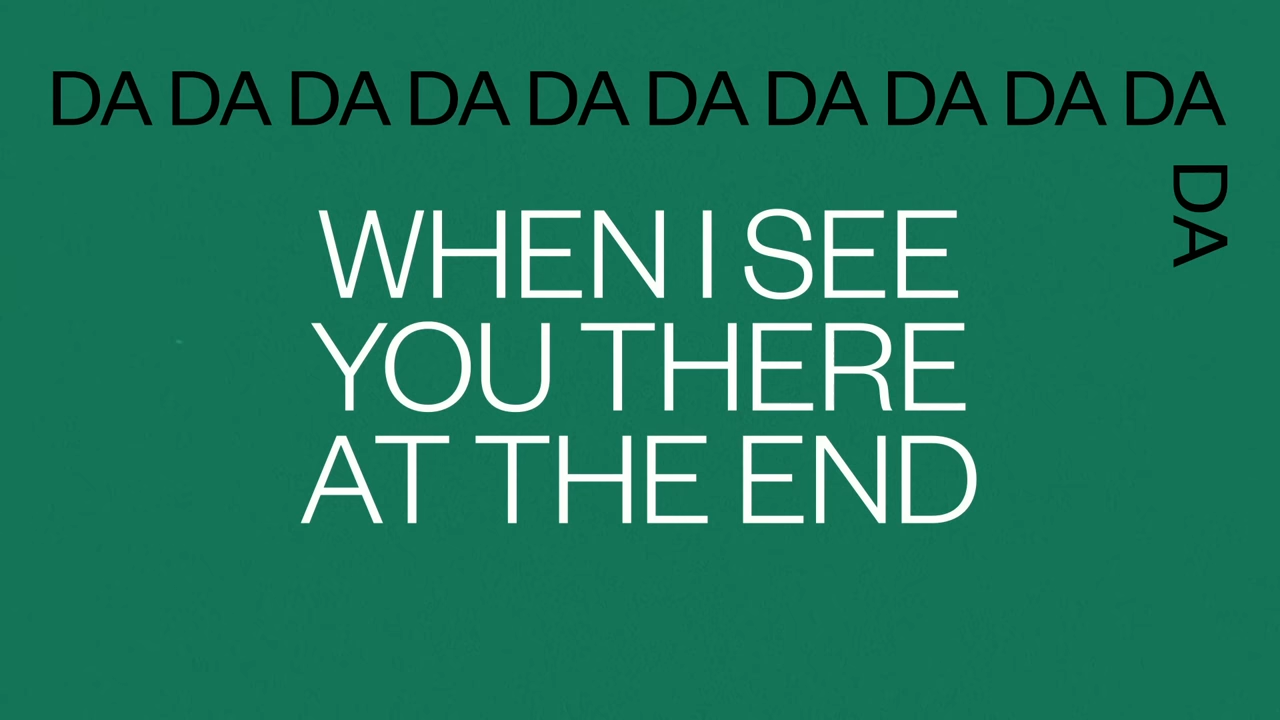 DA DA DA DA DA DA DA DA DA DA
DA
WHEN I SEE
YOU THERE
AT THE END